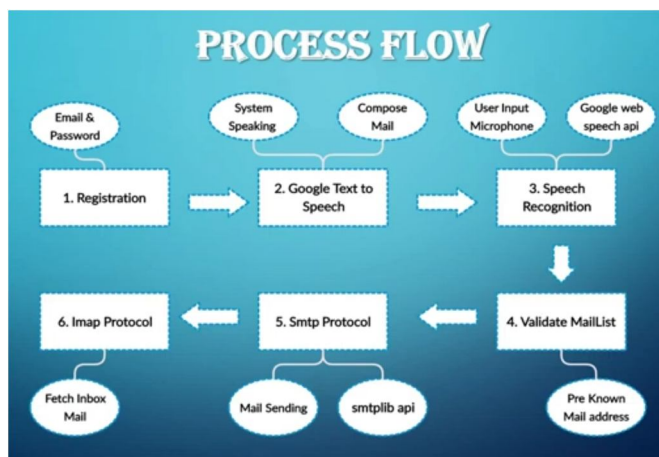 PROCESS FLOW
Email &
Password
System
Speaking
Compose
Mail
User Input
Microphone
Google web
speech api
1. Registration
2. Google Text to
Speech
3. Speech
Recognition
6. Imap Protocol
5. Smtp Protocol
4. Validate MailList
Fetch Inbox
Mail
Mail Sending
smtplib api
Pre Known
Mail address